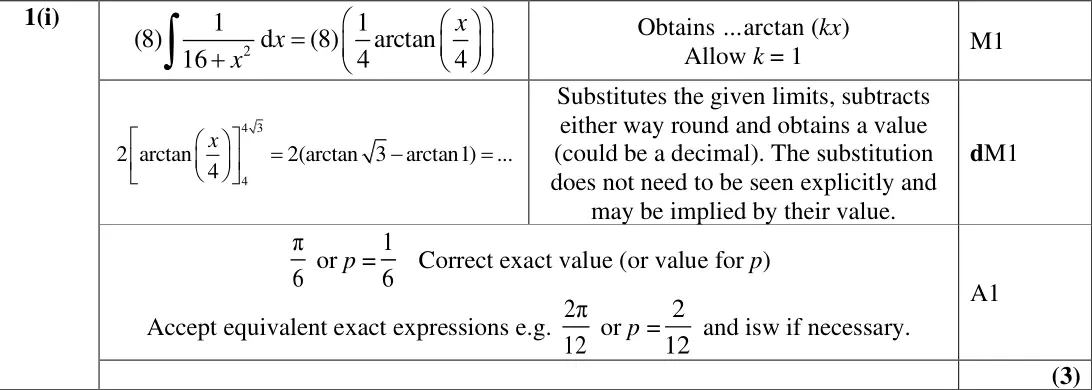 1(i)
(8)∫ 1/(16 + x²) dx = (8)(1/4 arctan(x/4))
Obtains ...arctan (kx)
Allow k = 1
M1
2[arctan(x/4)]₄^{4√3} = 2(arctan √3 − arctan1) = ...
Substitutes the given limits, subtracts
either way round and obtains a value
(could be a decimal). The substitution
does not need to be seen explicitly and
may be implied by their value.
dM1
π/6 or p = 1/6 Correct exact value (or value for p)
Accept equivalent exact expressions e.g. 2π/12 or p = 2/12 and isw if necessary.
A1
(3)